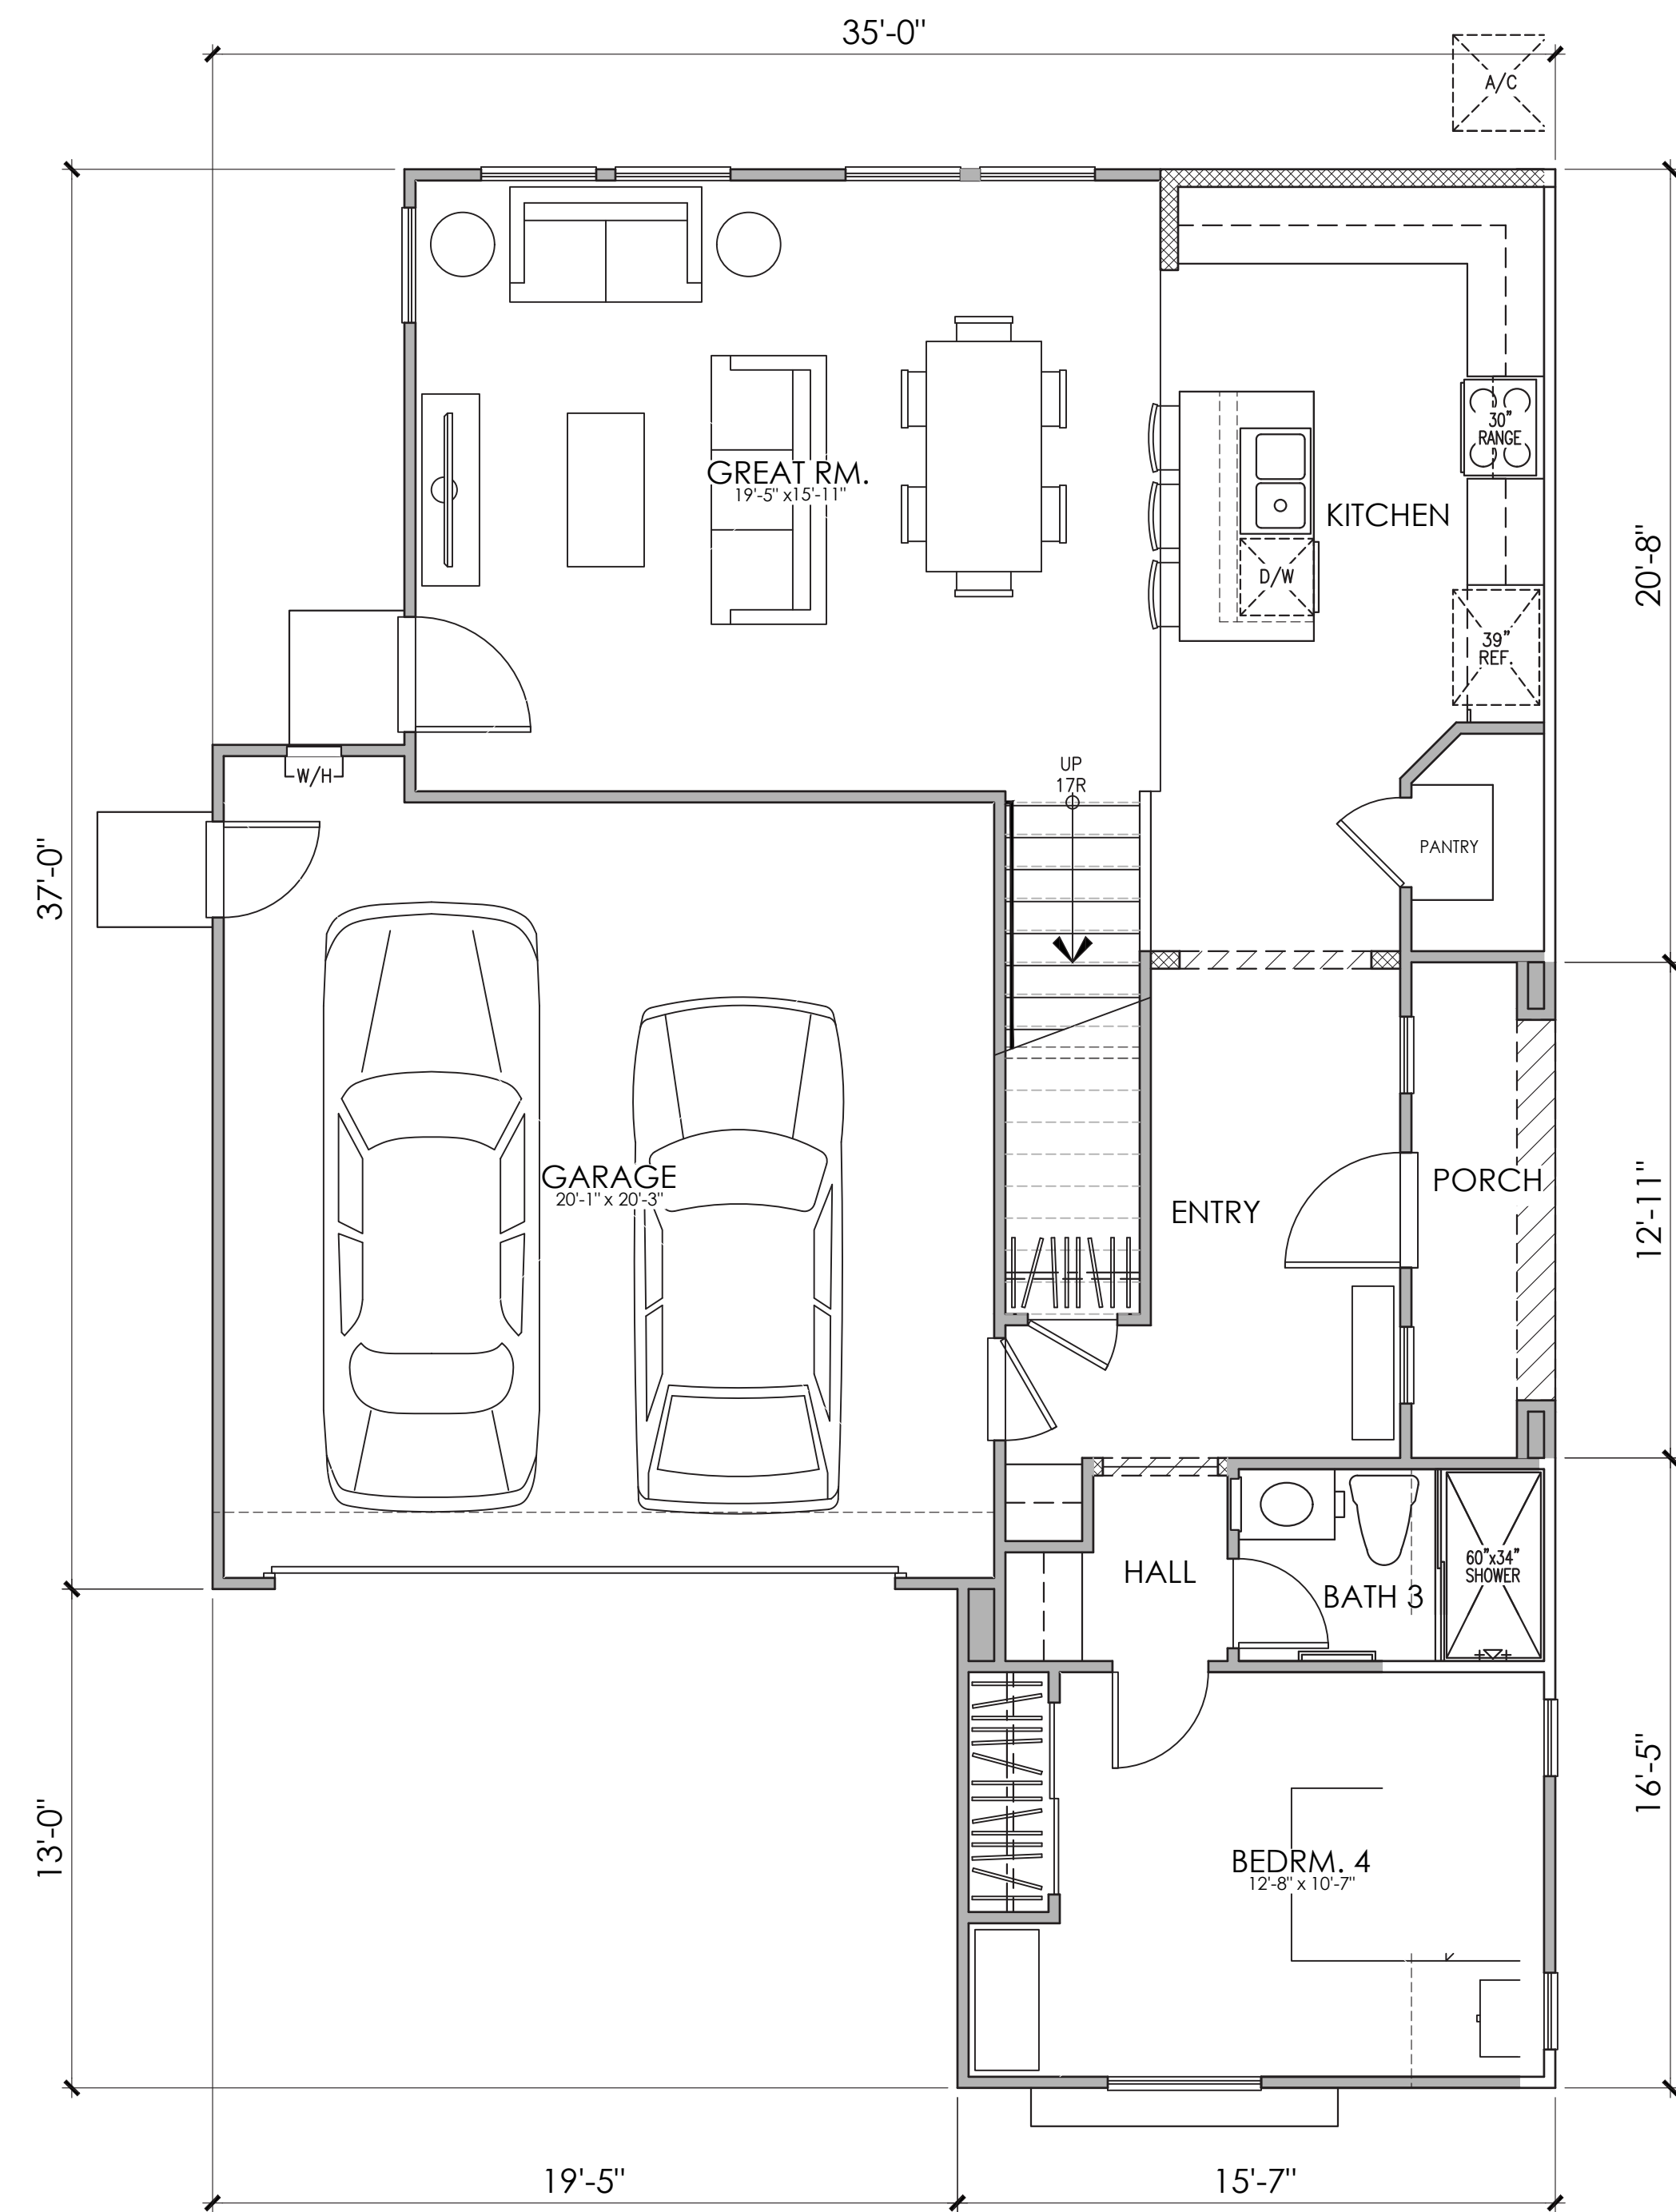 35'-0"
A/C
GREAT RM.
19'-5" x15'-11"
30"
RANGE
KITCHEN
D/W
39"
REF.
20'-8"
W/H
UP
17R
PANTRY
37'-0"
GARAGE
20'-1" x 20'-3"
ENTRY
PORCH
12'-11"
HALL
BATH 3
60"x34"
SHOWER
13'-0"
BEDRM. 4
12'-8" x 10'-7"
16'-5"
19'-5"
15'-7"